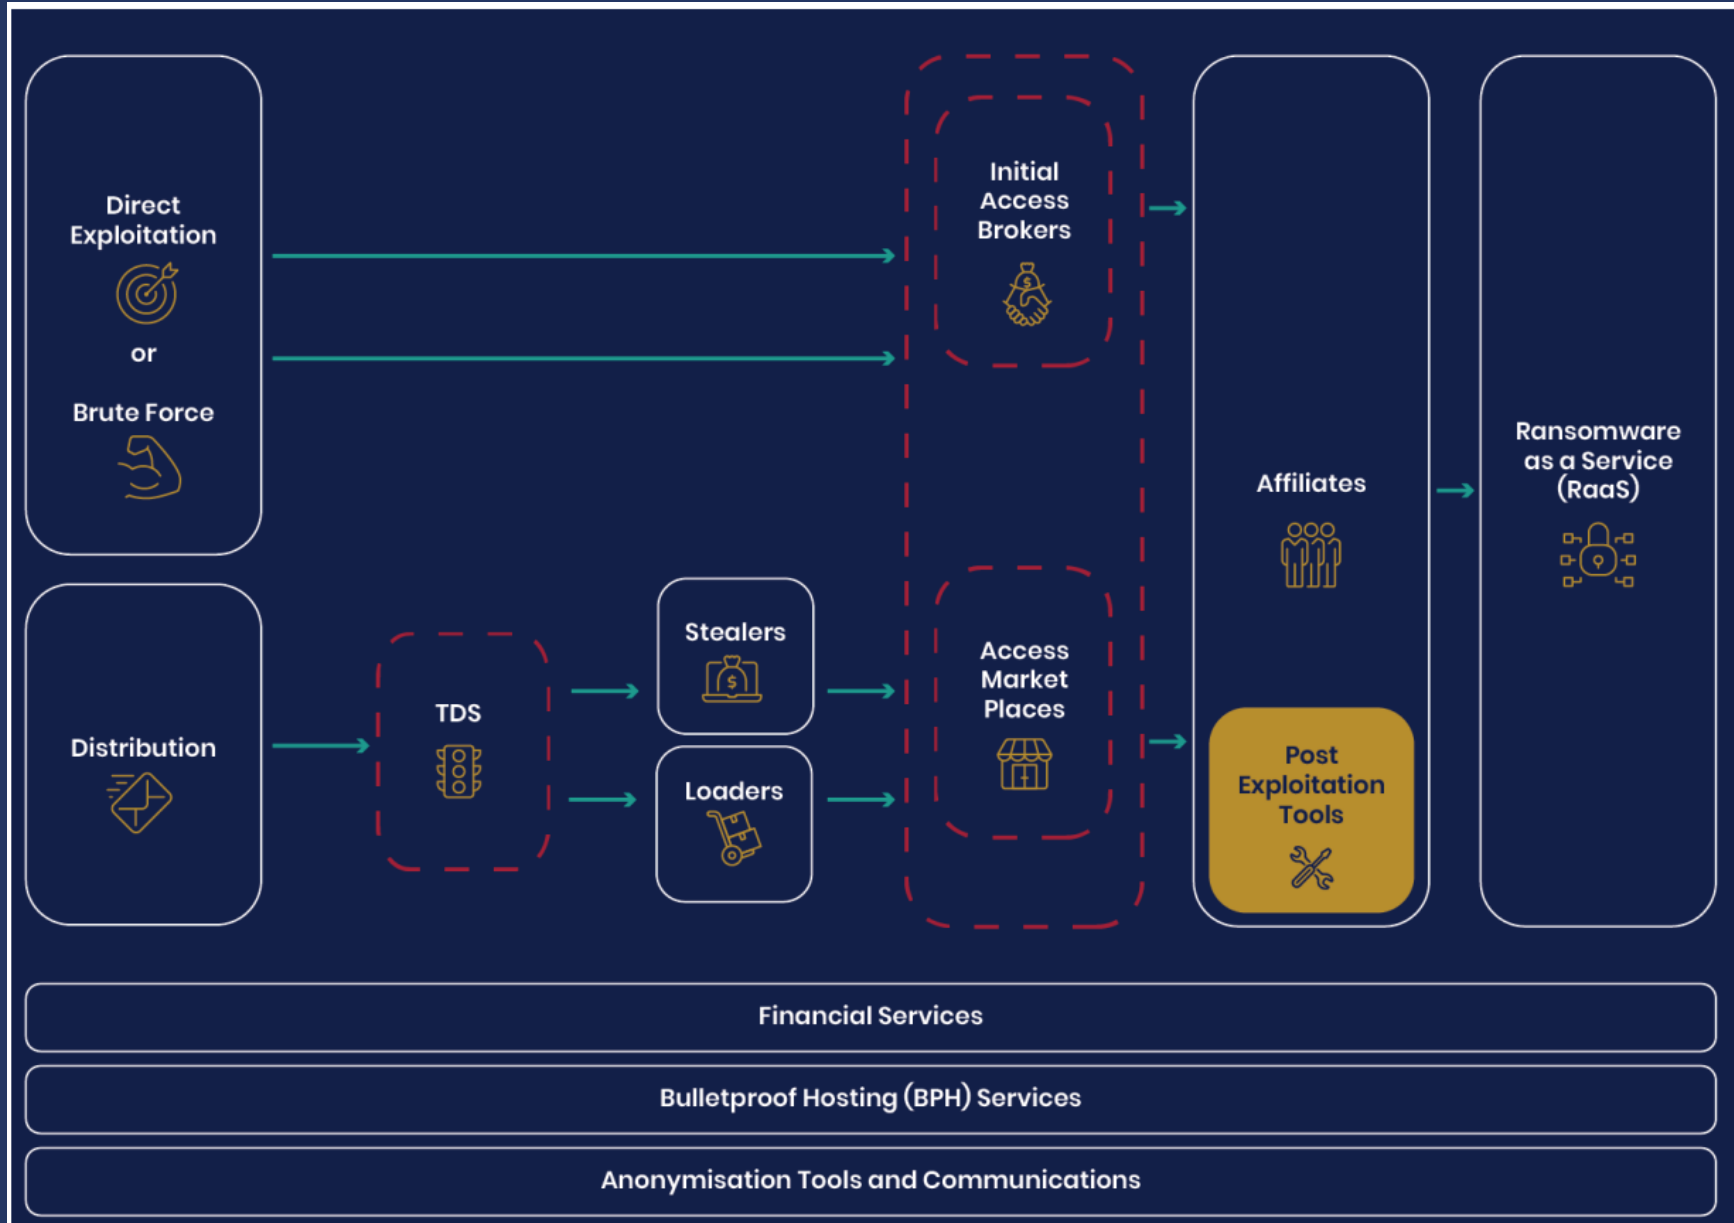 Direct
Exploitation
or
Brute Force
Distribution
TDS
Stealers
$
Loaders
Initial
Access
Brokers
$
Access
Market
Places
Affiliates
Post
Exploitation
Tools
Ransomware
as a Service
(RaaS)
Financial Services
Bulletproof Hosting (BPH) Services
Anonymisation Tools and Communications